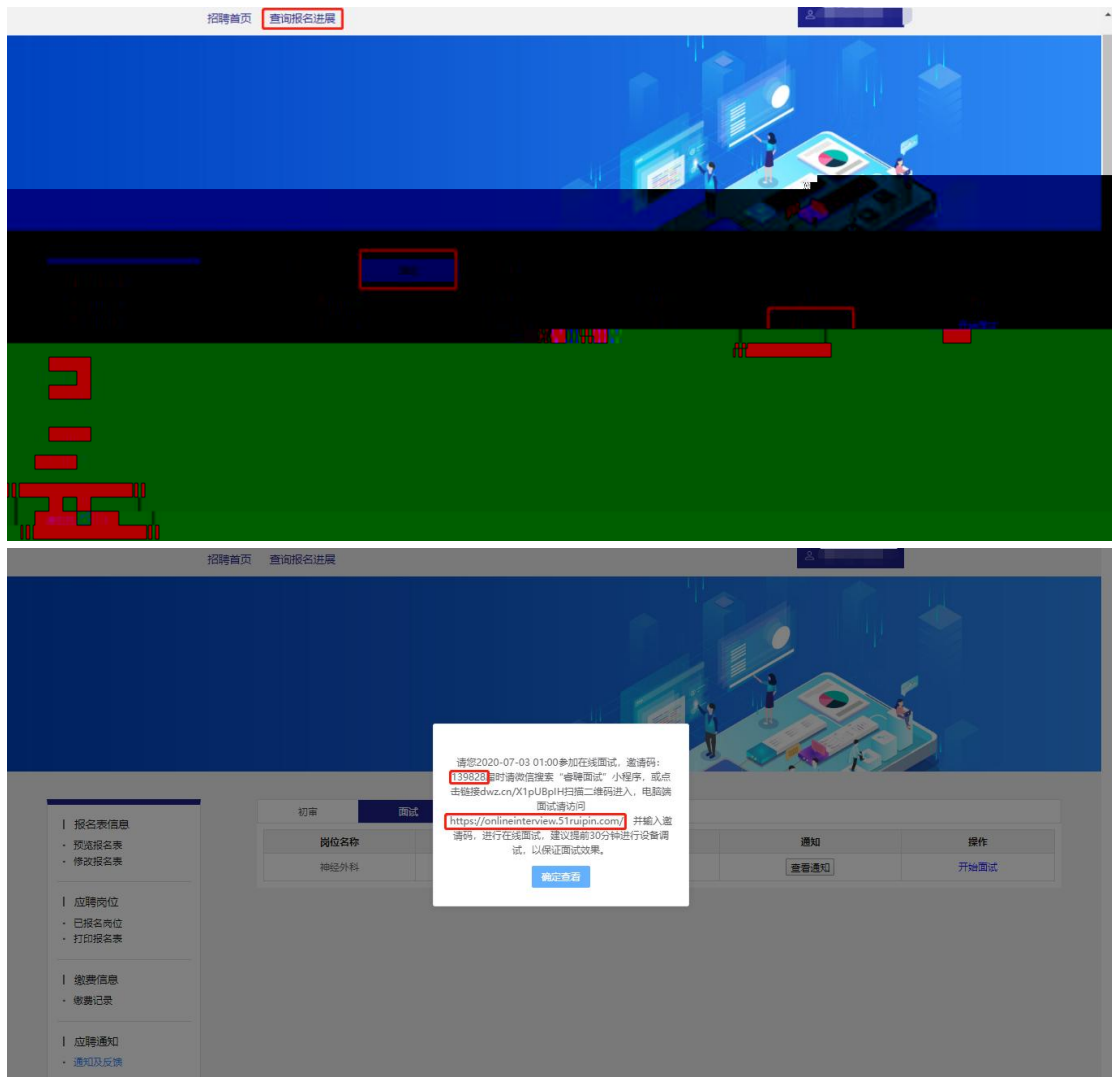 招聘首页 查询报名进展
招聘首页 查询报名进展
请您2020-07-03 01:00参加在线面试，邀请码：
139828届时请微信搜索“睿聘面试”小程序，或点
击链接dwz.cn/X1pUBpIH扫描二维码进入，电脑端
面试请访问
https://onlineinterview.51ruipin.com/ 并输入邀
请码，进行在线面试，建议提前30分钟进行设备调
试，以保证面试效果。
确定查看
初审 面试
岗位名称 通知 操作
神经外科 查看通知 开始面试
报名表信息
· 预览报名表
· 修改报名表
应聘岗位
· 已报名岗位
· 打印报名表
缴费信息
· 缴费记录
应聘通知
· 通知及反馈